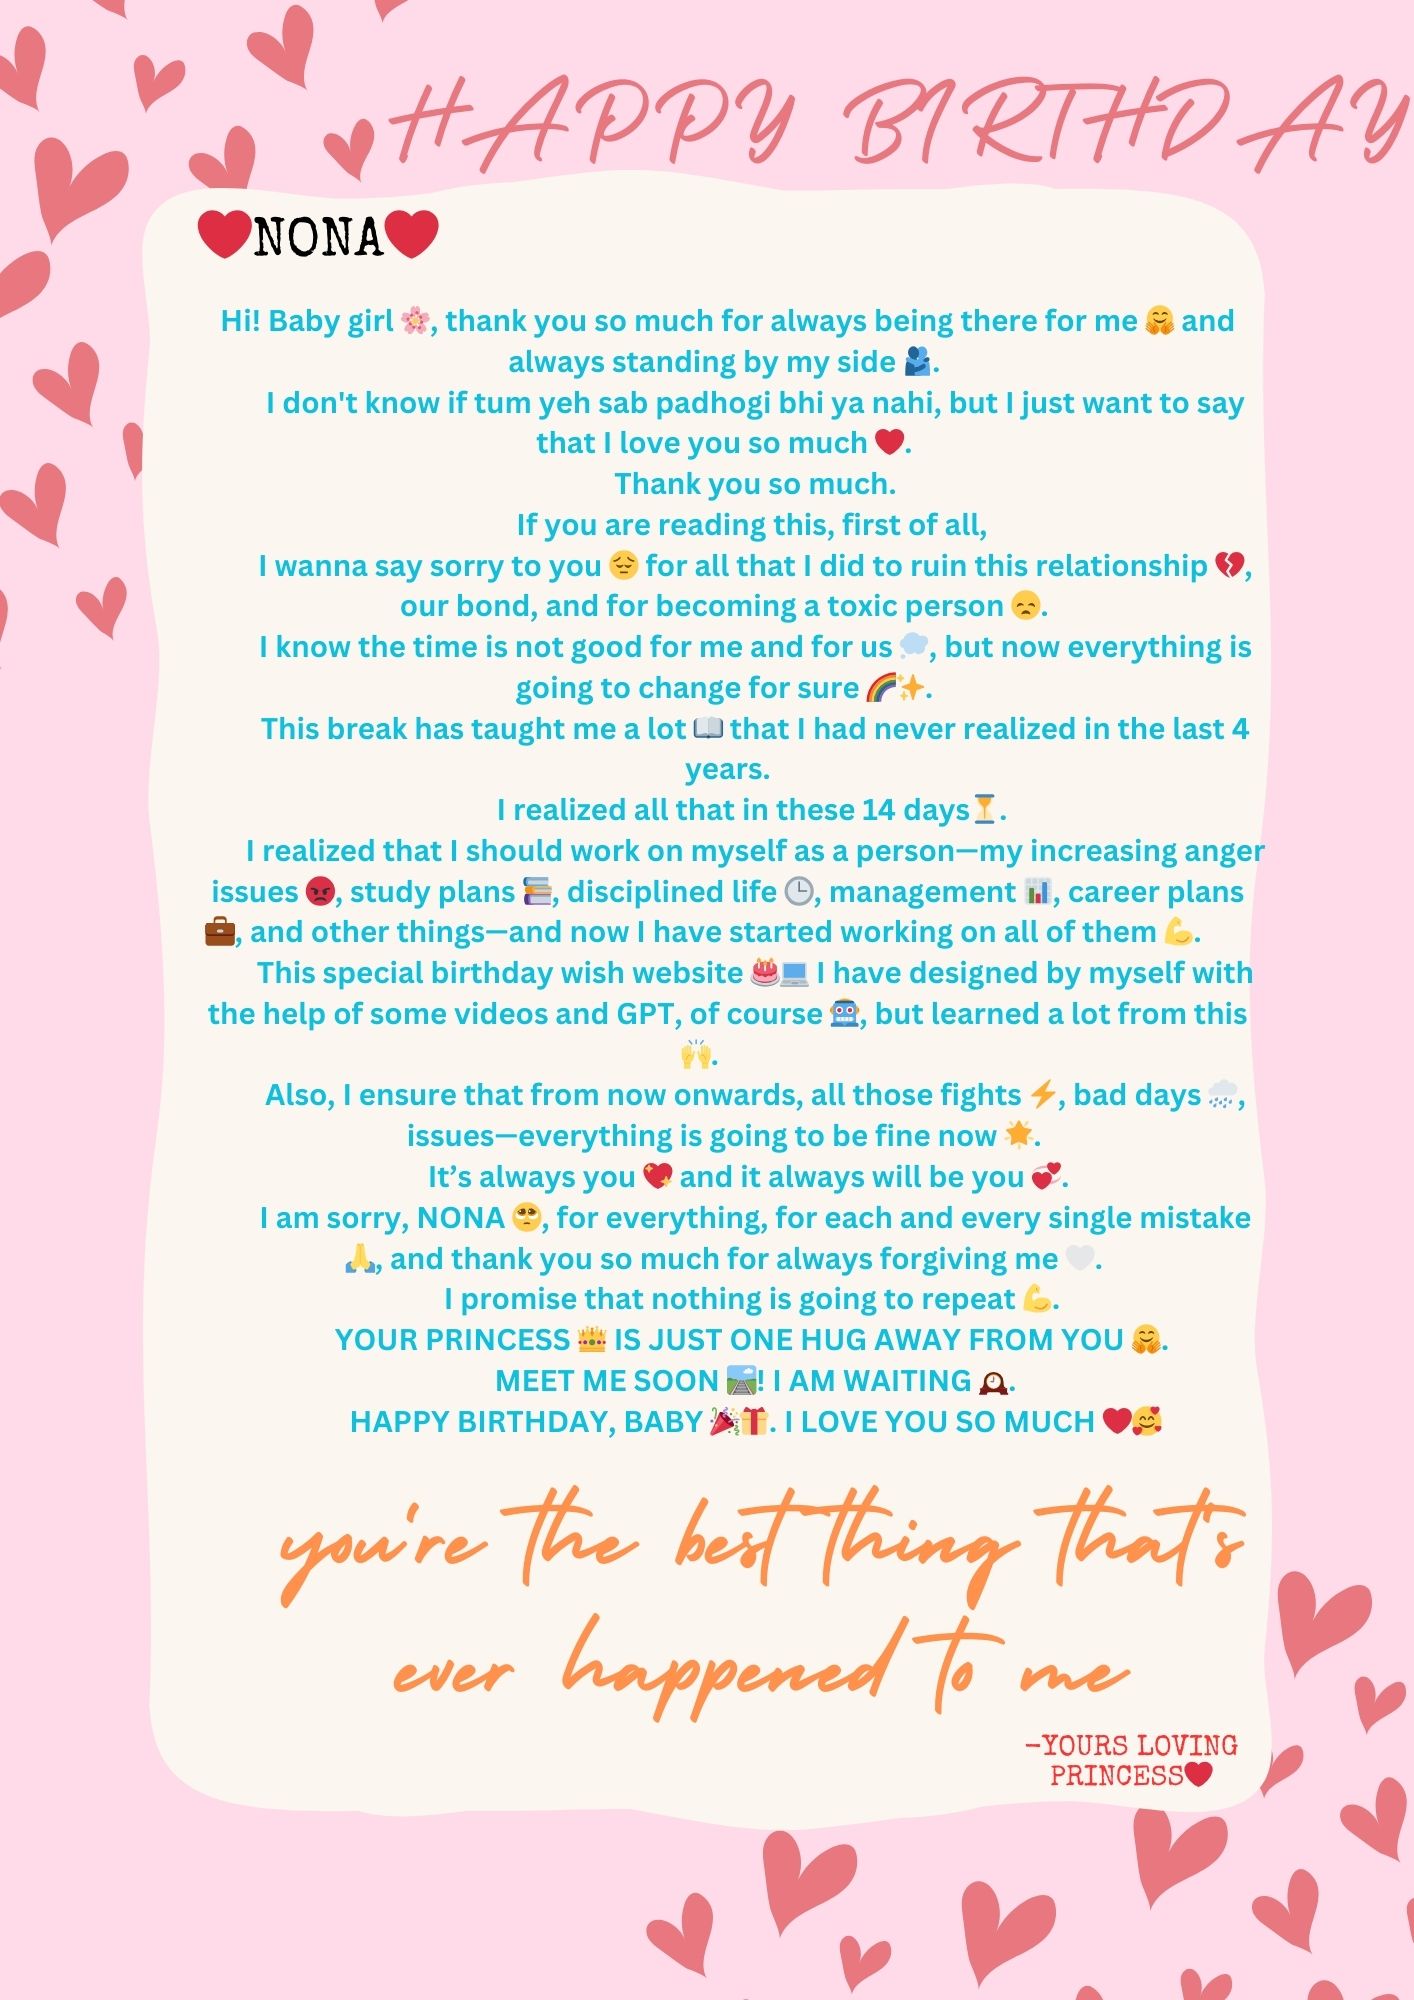 HAPPY BIRTHDAY
❤️NONA❤️
Hi! Baby girl 🌸, thank you so much for always being there for me 🤗 and
always standing by my side 🫂.
I don't know if tum yeh sab padhogi bhi ya nahi, but I just want to say
that I love you so much ❤️.
Thank you so much.
If you are reading this, first of all,
I wanna say sorry to you 😔 for all that I did to ruin this relationship 💔,
our bond, and for becoming a toxic person 😞.
I know the time is not good for me and for us 💭, but now everything is
going to change for sure 🌈✨.
This break has taught me a lot 📖 that I had never realized in the last 4
years.
I realized all that in these 14 days⏳.
I realized that I should work on myself as a person—my increasing anger
issues 😡, study plans 📚, disciplined life 🕒, management 📊, career plans
💼, and other things—and now I have started working on all of them 💪.
This special birthday wish website 🎂💻 I have designed by myself with
the help of some videos and GPT, of course 🤖, but learned a lot from this
🙌.
Also, I ensure that from now onwards, all those fights ⚡, bad days 🌧️,
issues—everything is going to be fine now 🌟.
It’s always you 💖 and it always will be you 💞.
I am sorry, NONA 🥺, for everything, for each and every single mistake
🙏, and thank you so much for always forgiving me 🤍.
I promise that nothing is going to repeat 💪.
YOUR PRINCESS 👑 IS JUST ONE HUG AWAY FROM YOU 🤗.
MEET ME SOON 🛤️! I AM WAITING 🕰️.
HAPPY BIRTHDAY, BABY 🎉🎁. I LOVE YOU SO MUCH ❤️🥰
you're the best thing that's
ever happened to me
-YOURS LOVING
PRINCESS❤️